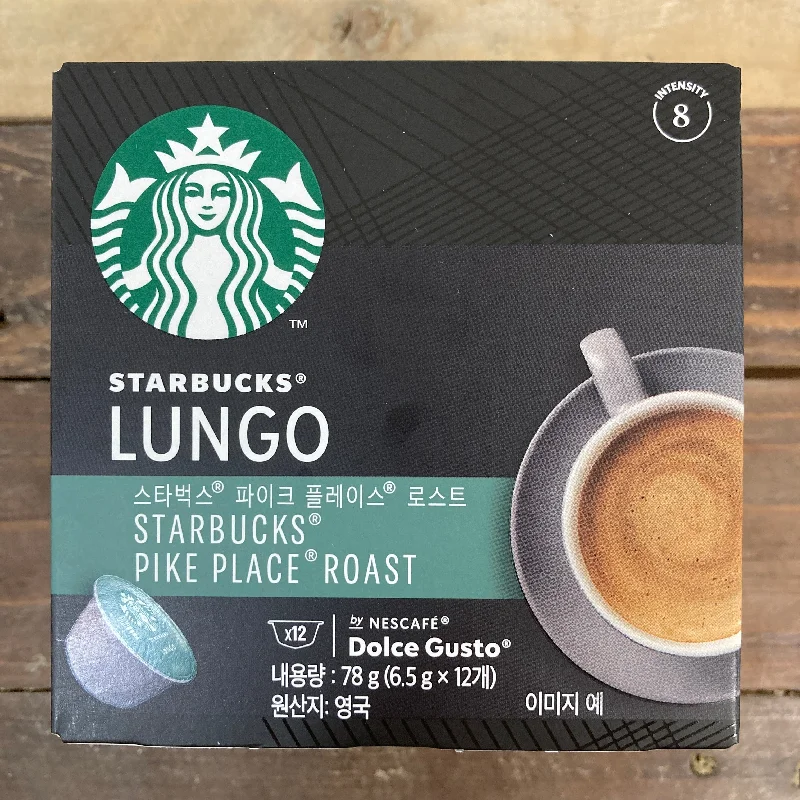 INTENSITY
8
TM
STARBUCKS®
LUNGO
스타벅스® 파이크 플레이스® 로스트
STARBUCKS®
PIKE PLACE® ROAST
x12
by NESCAFÉ®
Dolce Gusto®
내용량 : 78 g (6.5 g × 12개)
원산지: 영국
이미지 예